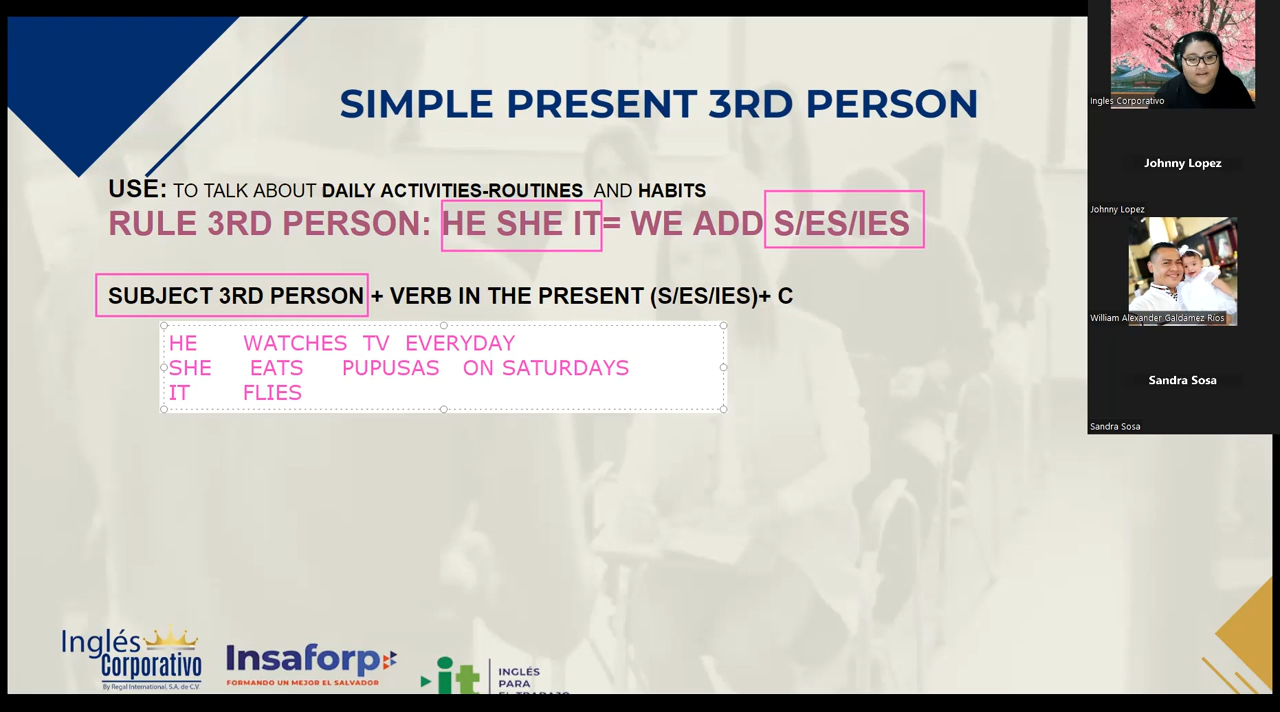 SIMPLE PRESENT 3RD PERSON
USE: TO TALK ABOUT DAILY ACTIVITIES-ROUTINES AND HABITS
RULE 3RD PERSON: HE SHE IT= WE ADD S/ES/IES
SUBJECT 3RD PERSON + VERB IN THE PRESENT (S/ES/IES)+ C
HE WATCHES TV EVERYDAY
SHE EATS PUPUSAS ON SATURDAYS
IT FLIES
Ingles Corporativo
Johnny Lopez
Johnny Lopez
William Alexander Galdamez Rios
Sandra Sosa
Sandra Sosa
Inglés
Corporativo
By Regal International, S.A. de C.V.
Insaforp
FORMANDO UN MEJOR EL SALVADOR
it
INGLÉS
PARA
EL TRABAJO